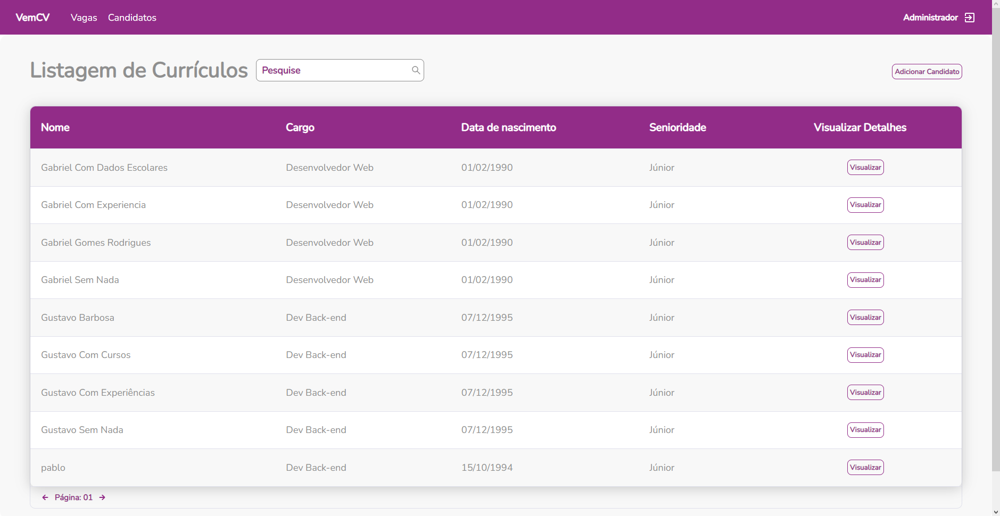 VemCV Vagas Candidatos Administrador
Listagem de Currículos Pesquise Adicionar Candidato
Nome Cargo Data de nascimento Senioridade Visualizar Detalhes
Gabriel Com Dados Escolares Desenvolvedor Web 01/02/1990 Júnior Visualizar
Gabriel Com Experiencia Desenvolvedor Web 01/02/1990 Júnior Visualizar
Gabriel Gomes Rodrigues Desenvolvedor Web 01/02/1990 Júnior Visualizar
Gabriel Sem Nada Desenvolvedor Web 01/02/1990 Júnior Visualizar
Gustavo Barbosa Dev Back-end 07/12/1995 Júnior Visualizar
Gustavo Com Cursos Dev Back-end 07/12/1995 Júnior Visualizar
Gustavo Com Experiências Dev Back-end 07/12/1995 Júnior Visualizar
Gustavo Sem Nada Dev Back-end 07/12/1995 Júnior Visualizar
pablo Dev Back-end 15/10/1994 Júnior Visualizar
← Página: 01 →